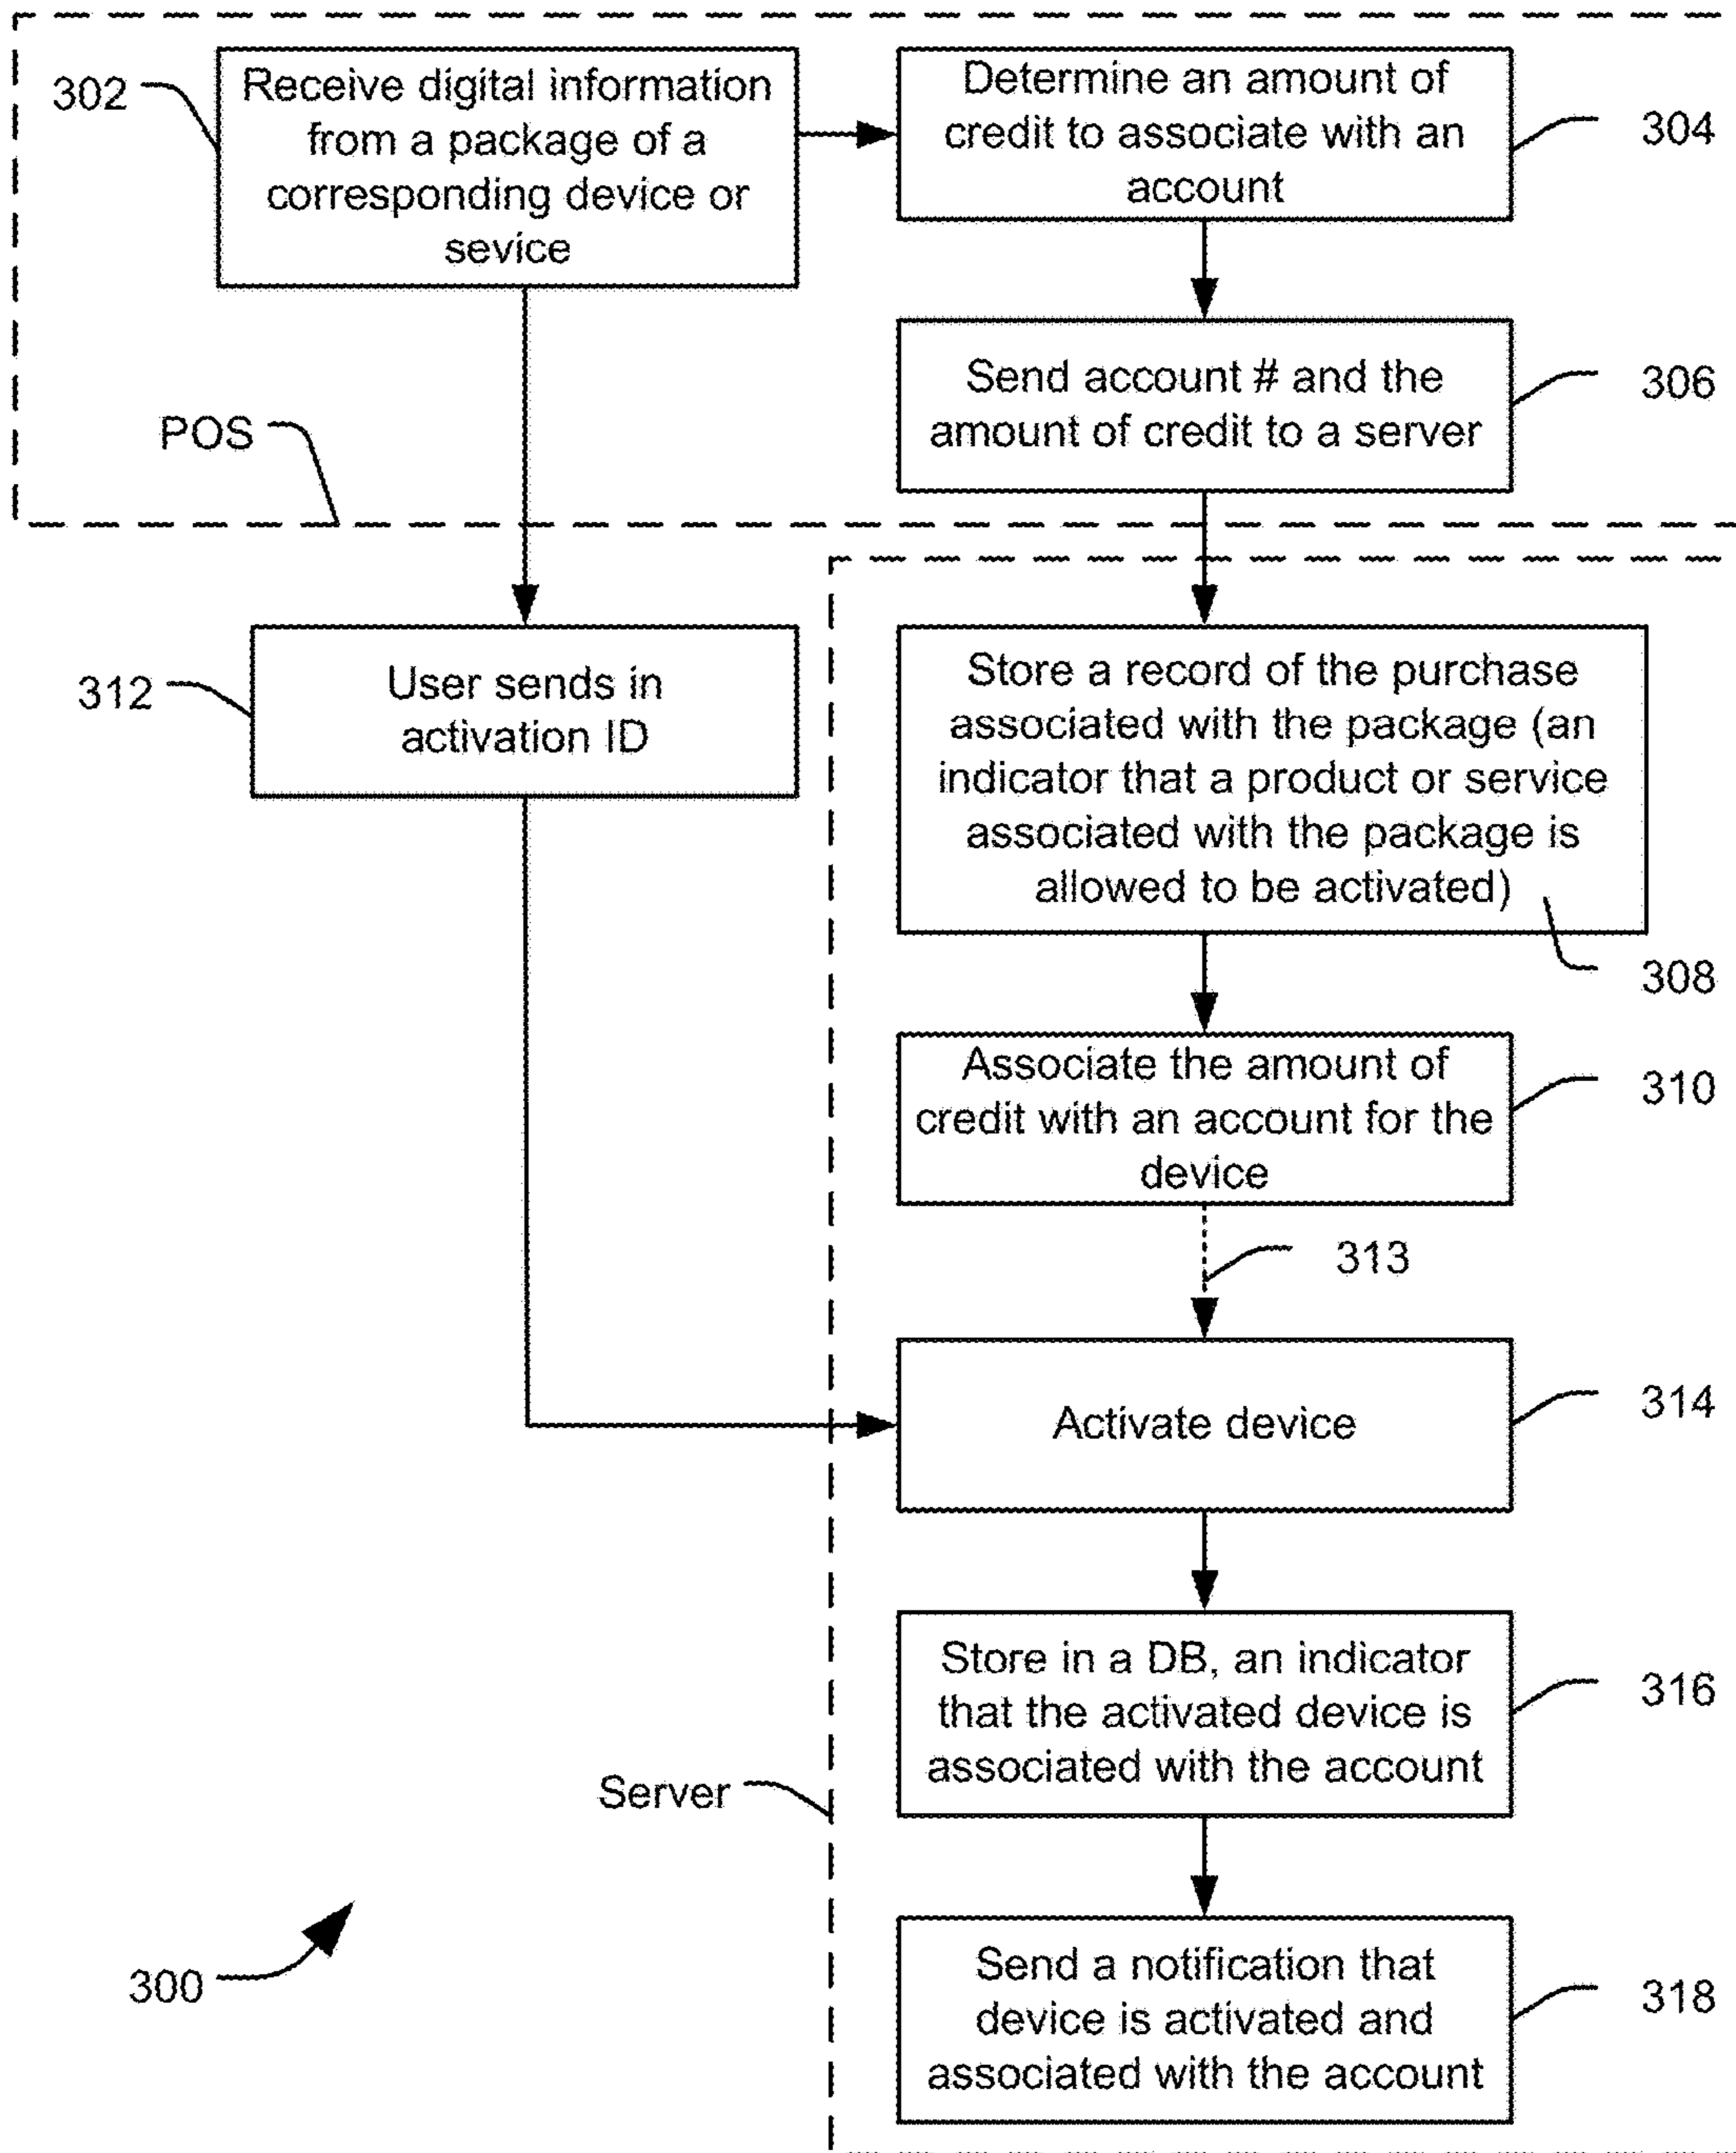 302
Receive digital information
from a package of a
corresponding device or
sevice
Determine an amount of
credit to associate with an
account
304
Send account # and the
amount of credit to a server
306
POS
312
User sends in
activation ID
Store a record of the purchase
associated with the package (an
indicator that a product or service
associated with the package is
allowed to be activated)
308
Associate the amount of
credit with an account for the
device
310
313
Activate device
314
Store in a DB, an indicator
that the activated device is
associated with the account
316
Server
Send a notification that
device is activated and
associated with the account
318
300